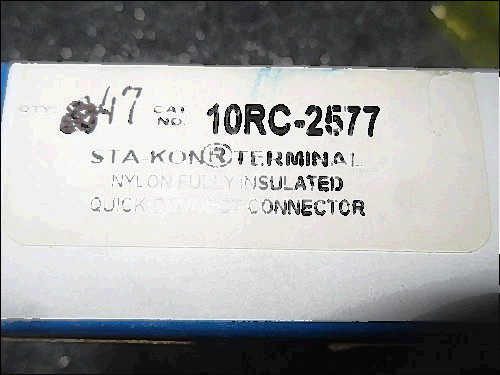 QTY: 47 CAT. NO. 10RC-2577
STA-KON® TERMINAL
NYLON FULLY INSULATED
QUICK CONNECT CONNECTOR